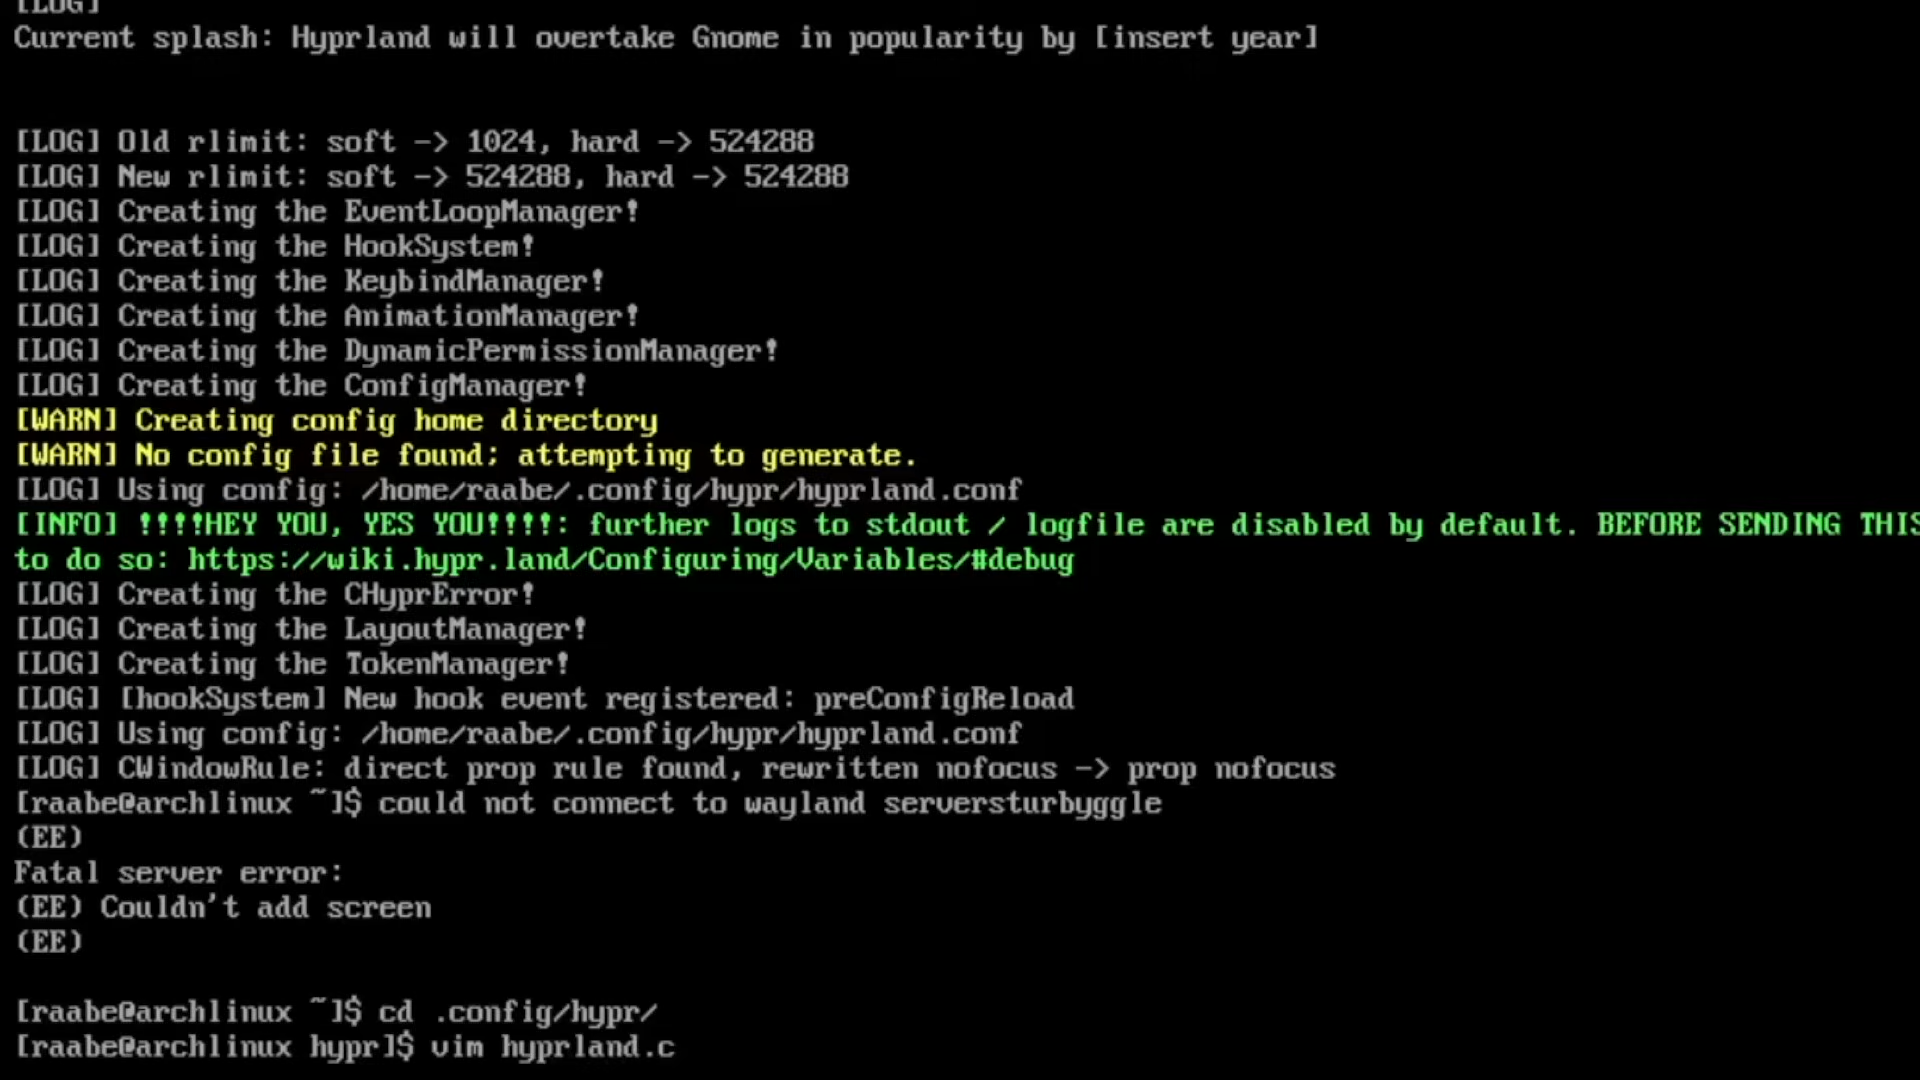 [LOG]
Current splash: Hyprland will overtake Gnome in popularity by [insert year]
[LOG] Old rlimit: soft -> 1024, hard -> 524288
[LOG] New rlimit: soft -> 524288, hard -> 524288
[LOG] Creating the EventLoopManager!
[LOG] Creating the HookSystem!
[LOG] Creating the KeybindManager!
[LOG] Creating the AnimationManager!
[LOG] Creating the DynamicPermissionManager!
[LOG] Creating the ConfigManager!
[WARN] Creating config home directory
[WARN] No config file found; attempting to generate.
[LOG] Using config: /home/raabe/.config/hypr/hyprland.conf
[INFO] !!!!HEY YOU, YES YOU!!!!: further logs to stdout / logfile are disabled by default. BEFORE SENDING THIS
to do so: https://wiki.hypr.land/Configuring/Variables/#debug
[LOG] Creating the CHyprError!
[LOG] Creating the LayoutManager!
[LOG] Creating the TokenManager!
[LOG] [hookSystem] New hook event registered: preConfigReload
[LOG] Using config: /home/raabe/.config/hypr/hyprland.conf
[LOG] CWindowRule: direct prop rule found, rewritten nofocus -> prop nofocus
[raabe@archlinux ~]$ could not connect to wayland serversturbyggle
(EE)
Fatal server error:
(EE) Couldn't add screen
(EE)
[raabe@archlinux ~]$ cd .config/hypr/
[raabe@archlinux hypr]$ vim hyprland.c